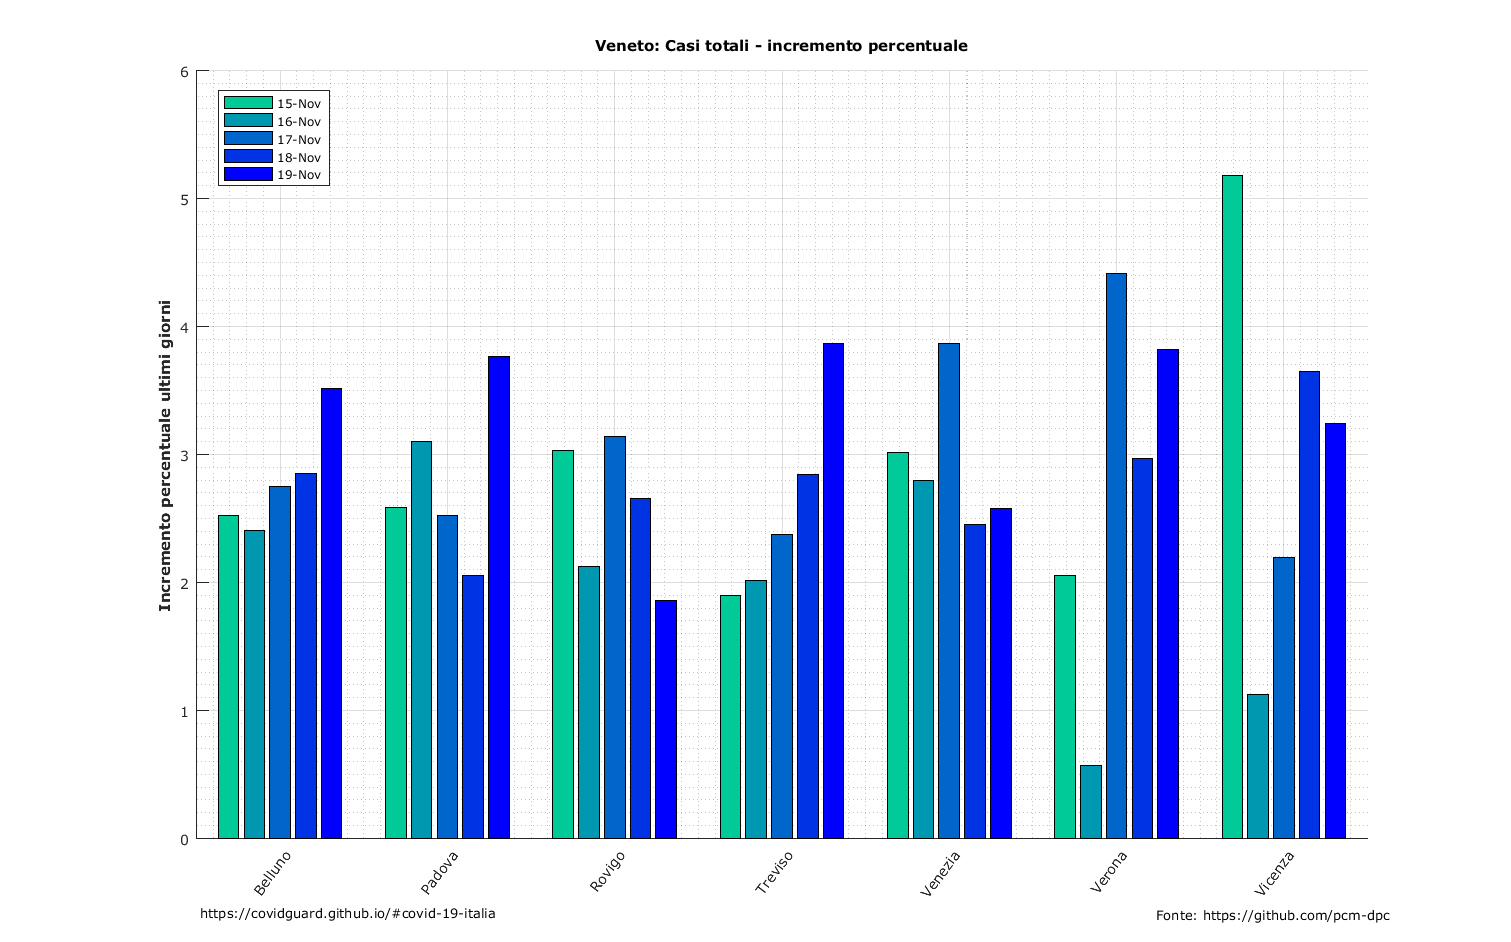 Veneto: Casi totali - incremento percentuale
6
5
4
3
2
1
0
Incremento percentuale ultimi giorni
15-Nov
16-Nov
17-Nov
18-Nov
19-Nov
Belluno
Padova
Rovigo
Treviso
Venezia
Verona
Vicenza
https://covidguard.github.io/#covid-19-italia
Fonte: https://github.com/pcm-dpc